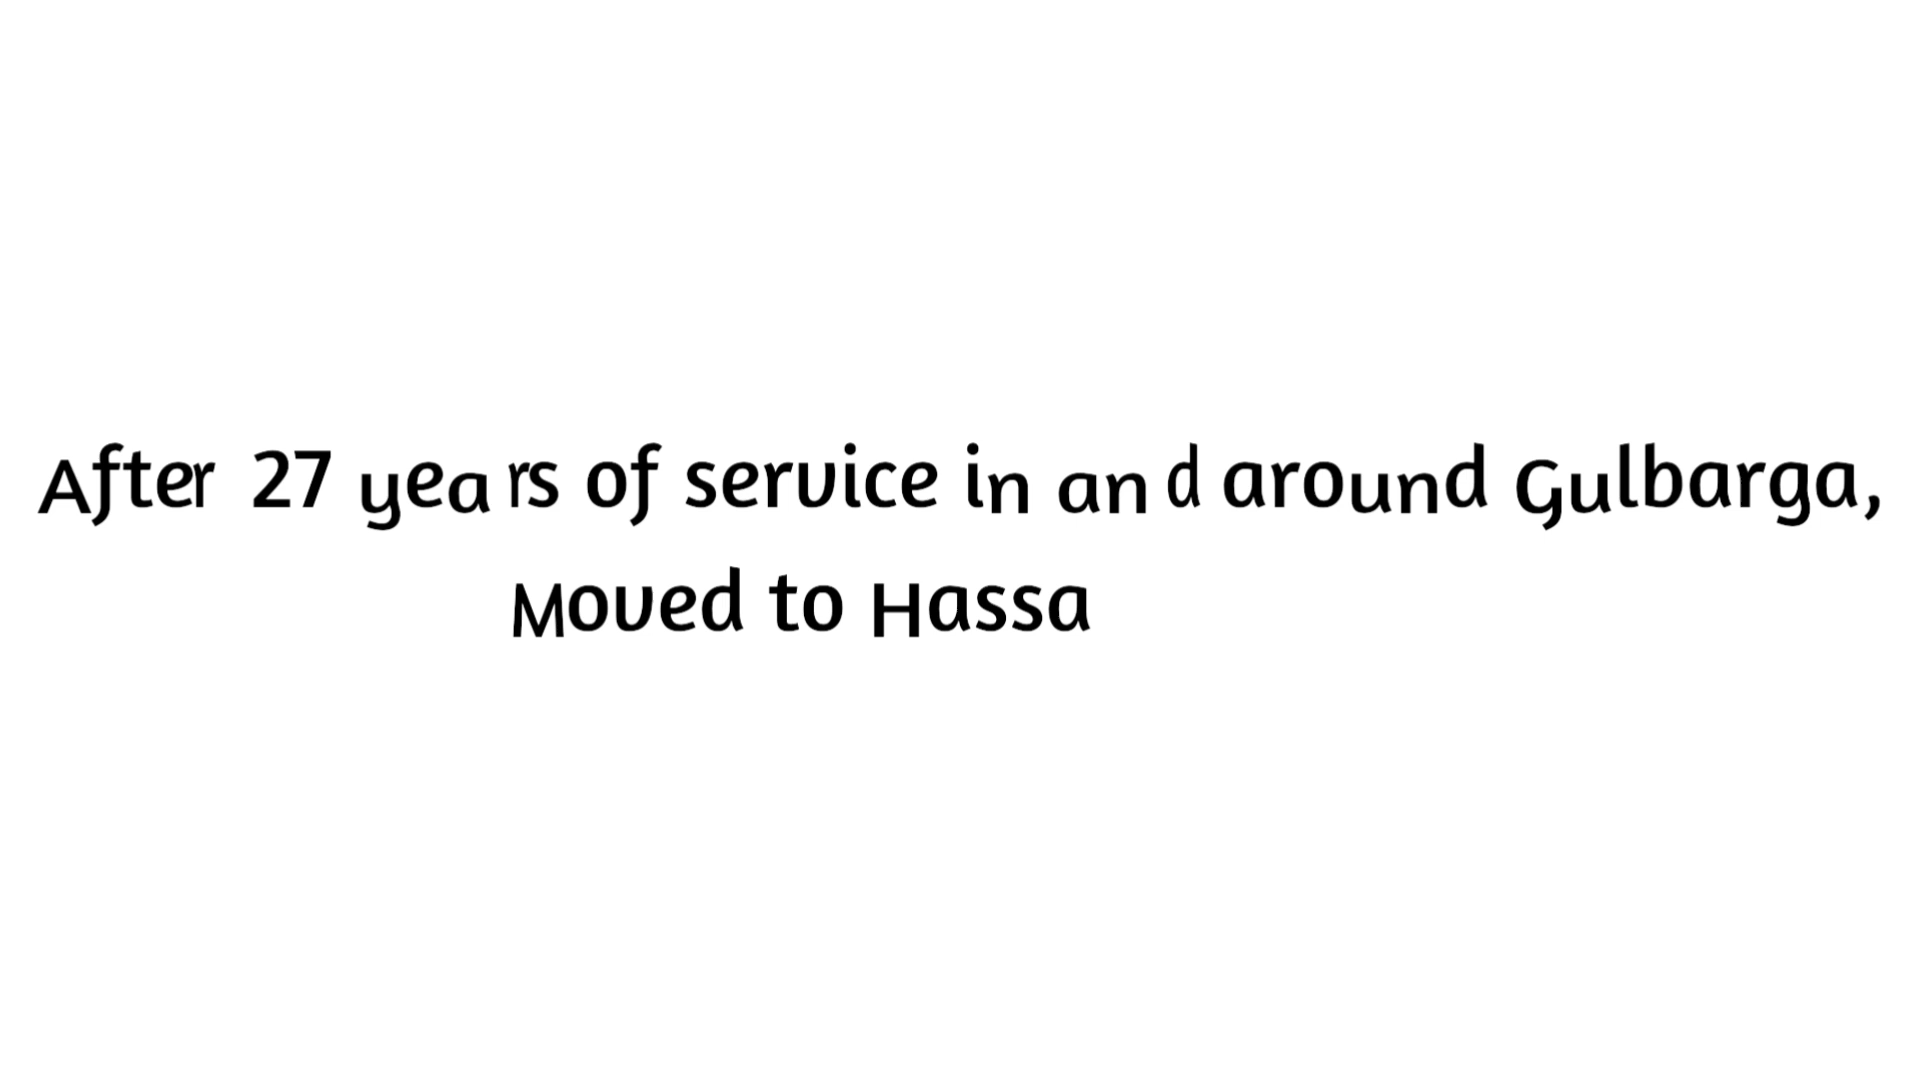 After 27 years of service in and around Gulbarga,
Moved to Hassa